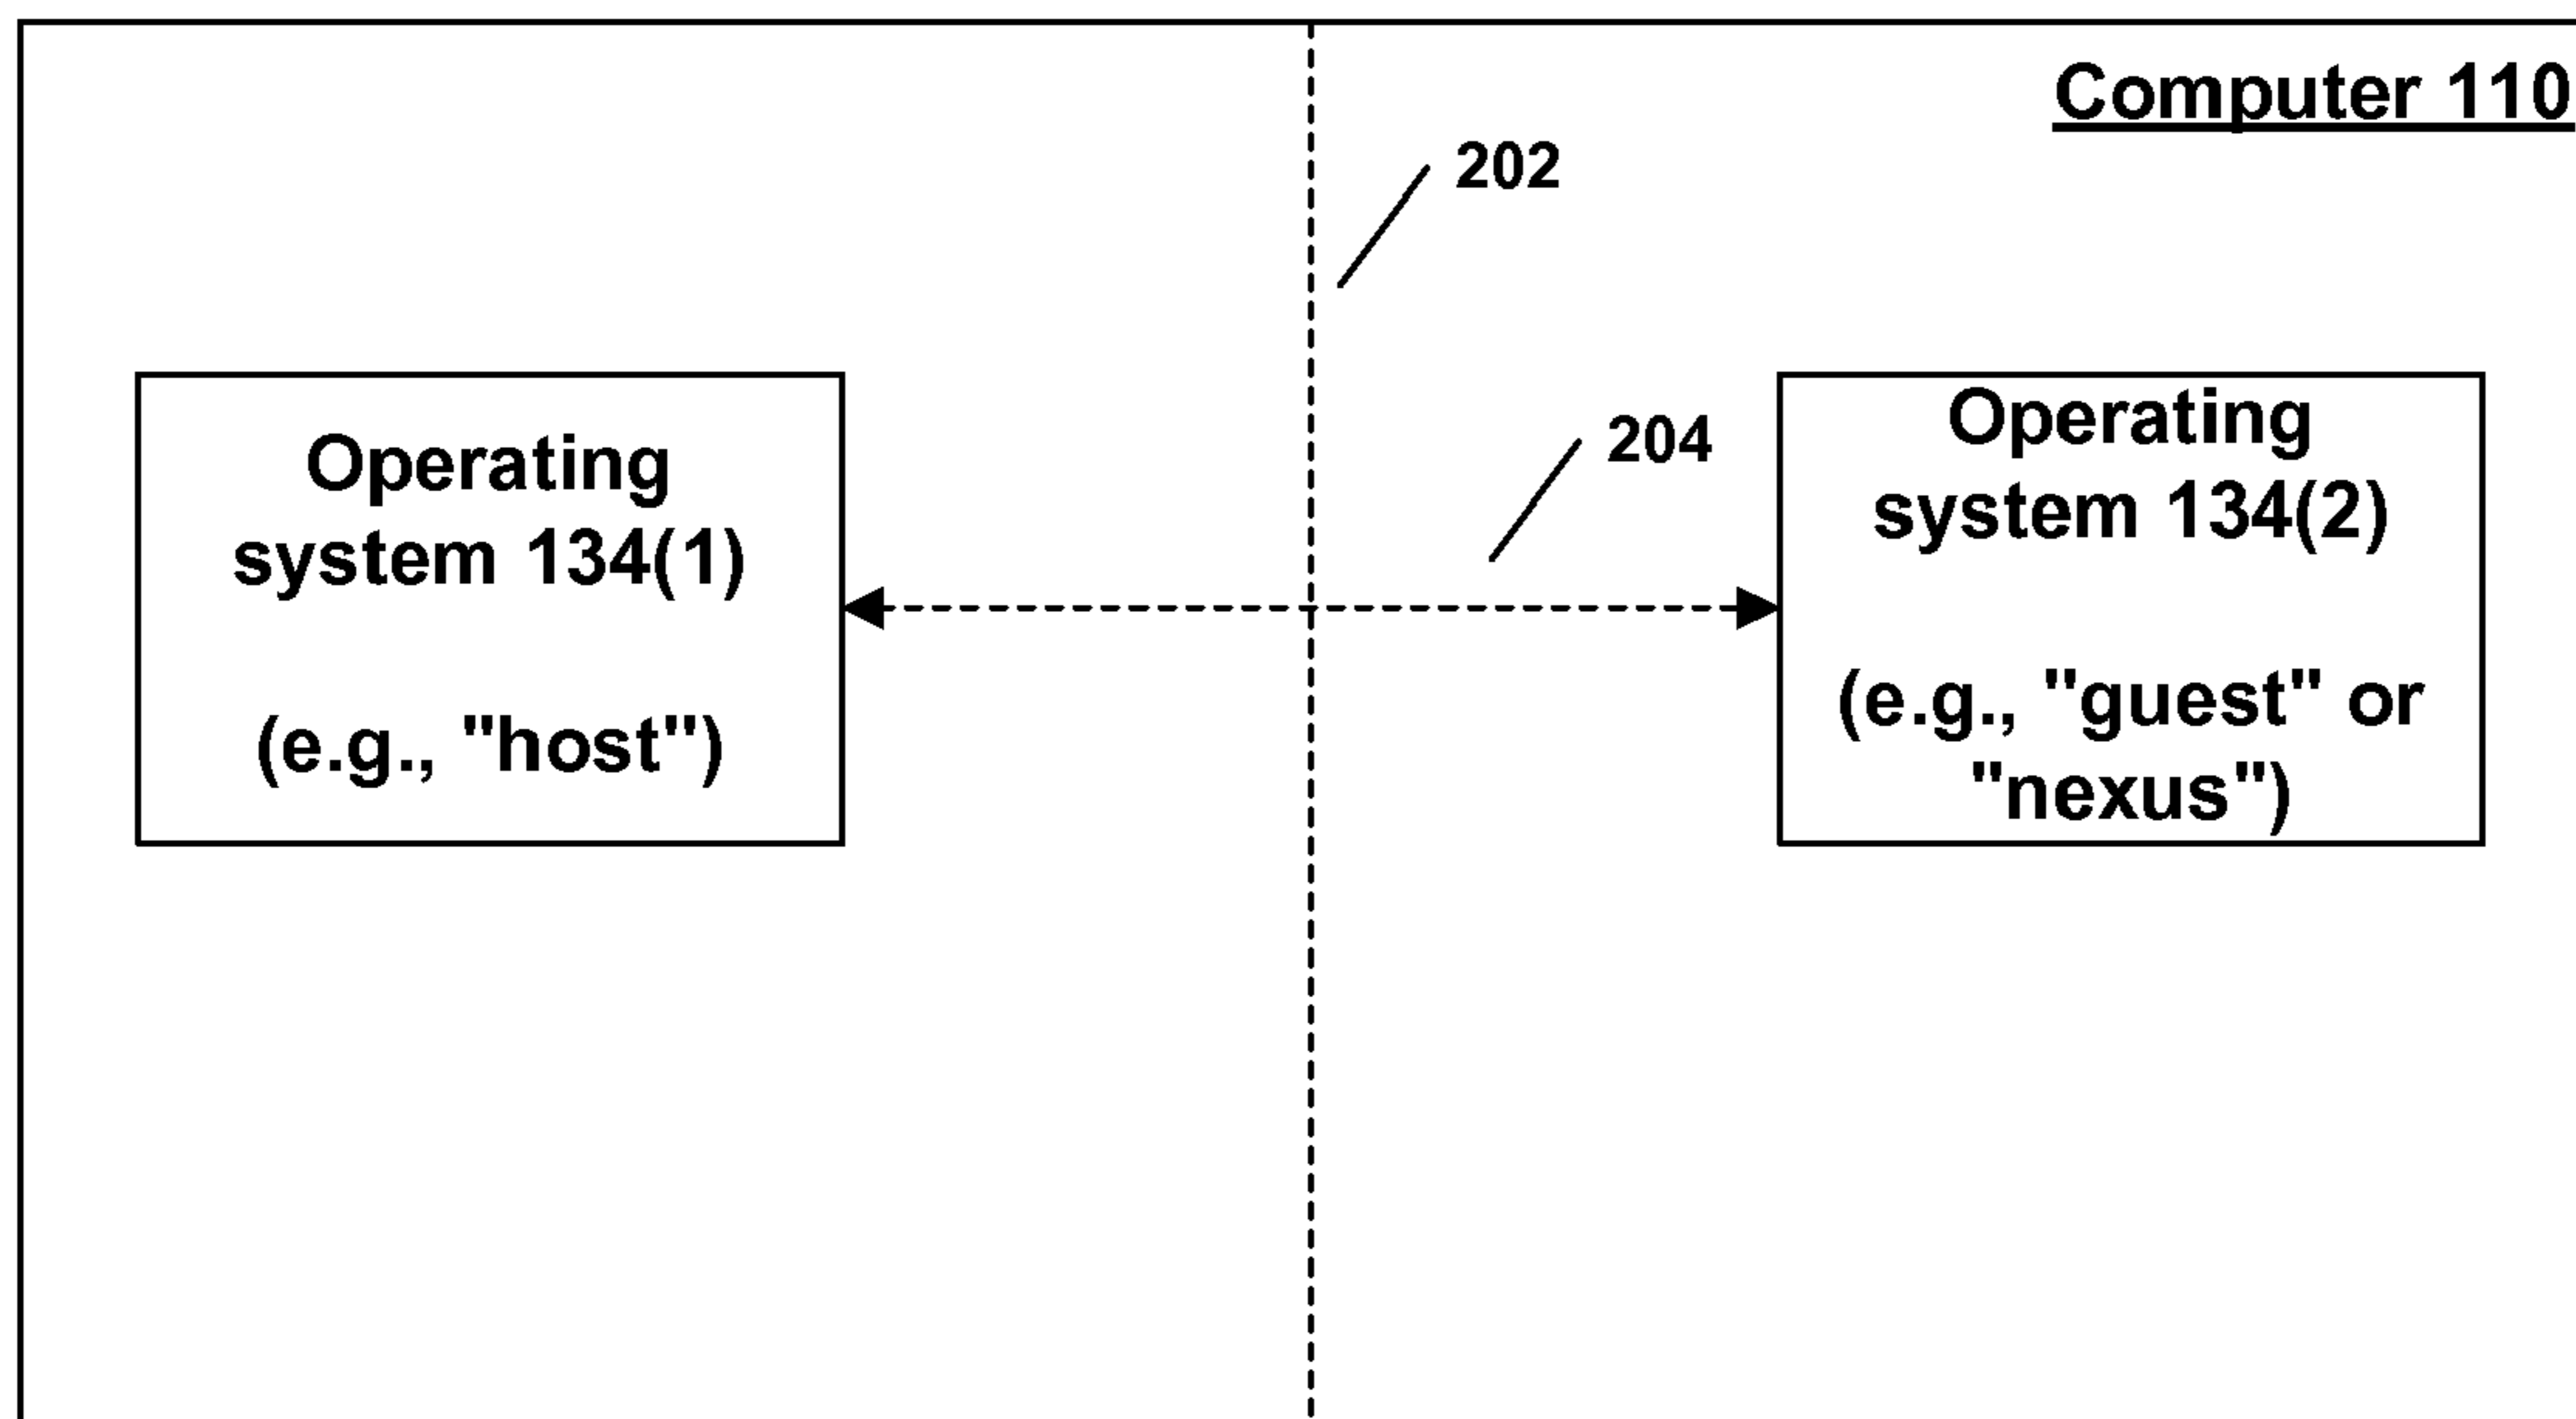 Computer 110
202
204
Operating
system 134(1)
(e.g., "host")
Operating
system 134(2)
(e.g., "guest" or
"nexus")